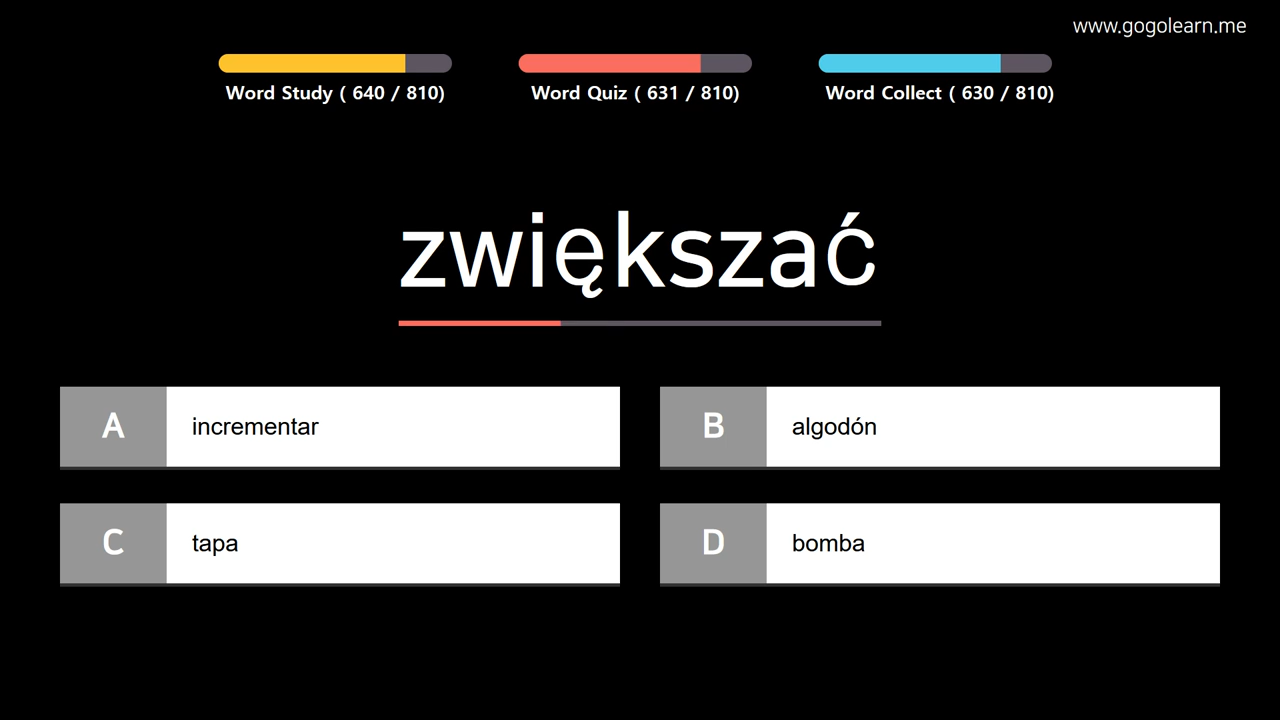 www.gogolearn.me
Word Study ( 640 / 810)
Word Quiz ( 631 / 810)
Word Collect ( 630 / 810)
zwiększać
A incrementar
B algodón
C tapa
D bomba